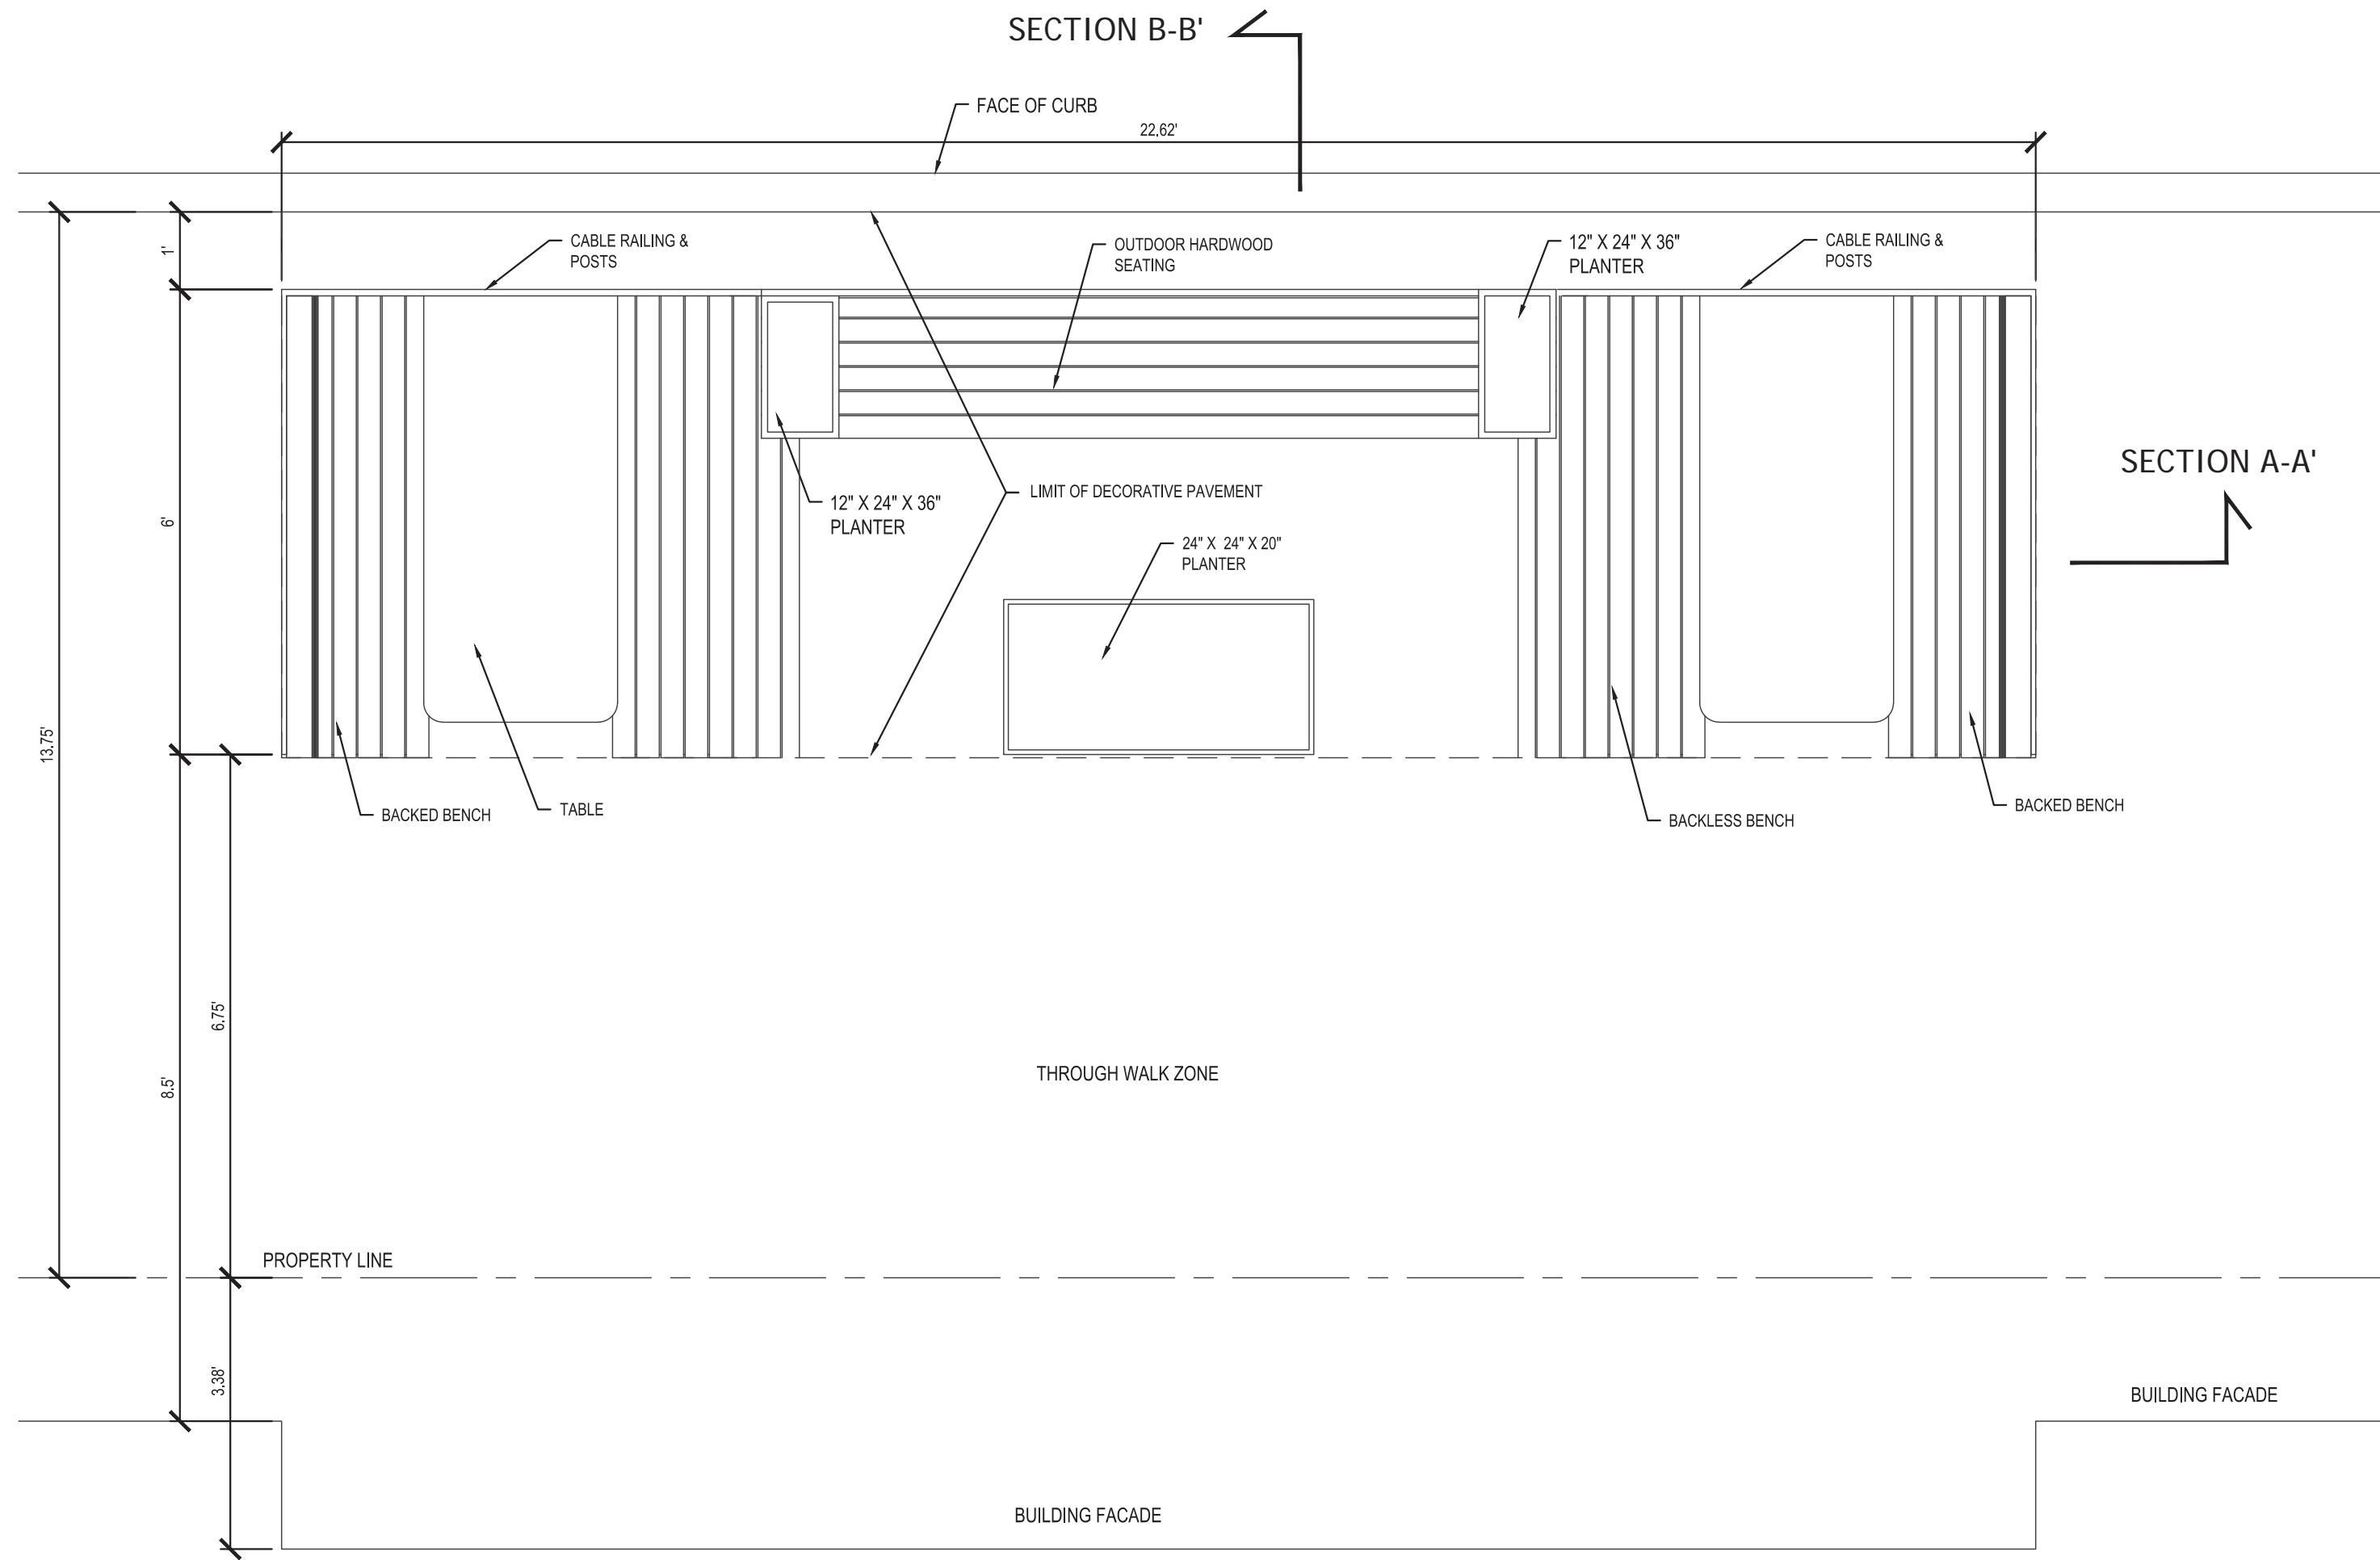 SECTION B-B'
FACE OF CURB
22.62'
1'
CABLE RAILING &
POSTS
OUTDOOR HARDWOOD
SEATING
12" X 24" X 36"
PLANTER
CABLE RAILING &
POSTS
SECTION A-A'
LIMIT OF DECORATIVE PAVEMENT
12" X 24" X 36"
PLANTER
6'
24" X 24" X 20"
PLANTER
13.75'
BACKED BENCH
TABLE
BACKLESS BENCH
BACKED BENCH
6.75'
8.5'
THROUGH WALK ZONE
PROPERTY LINE
3.38'
BUILDING FACADE
BUILDING FACADE